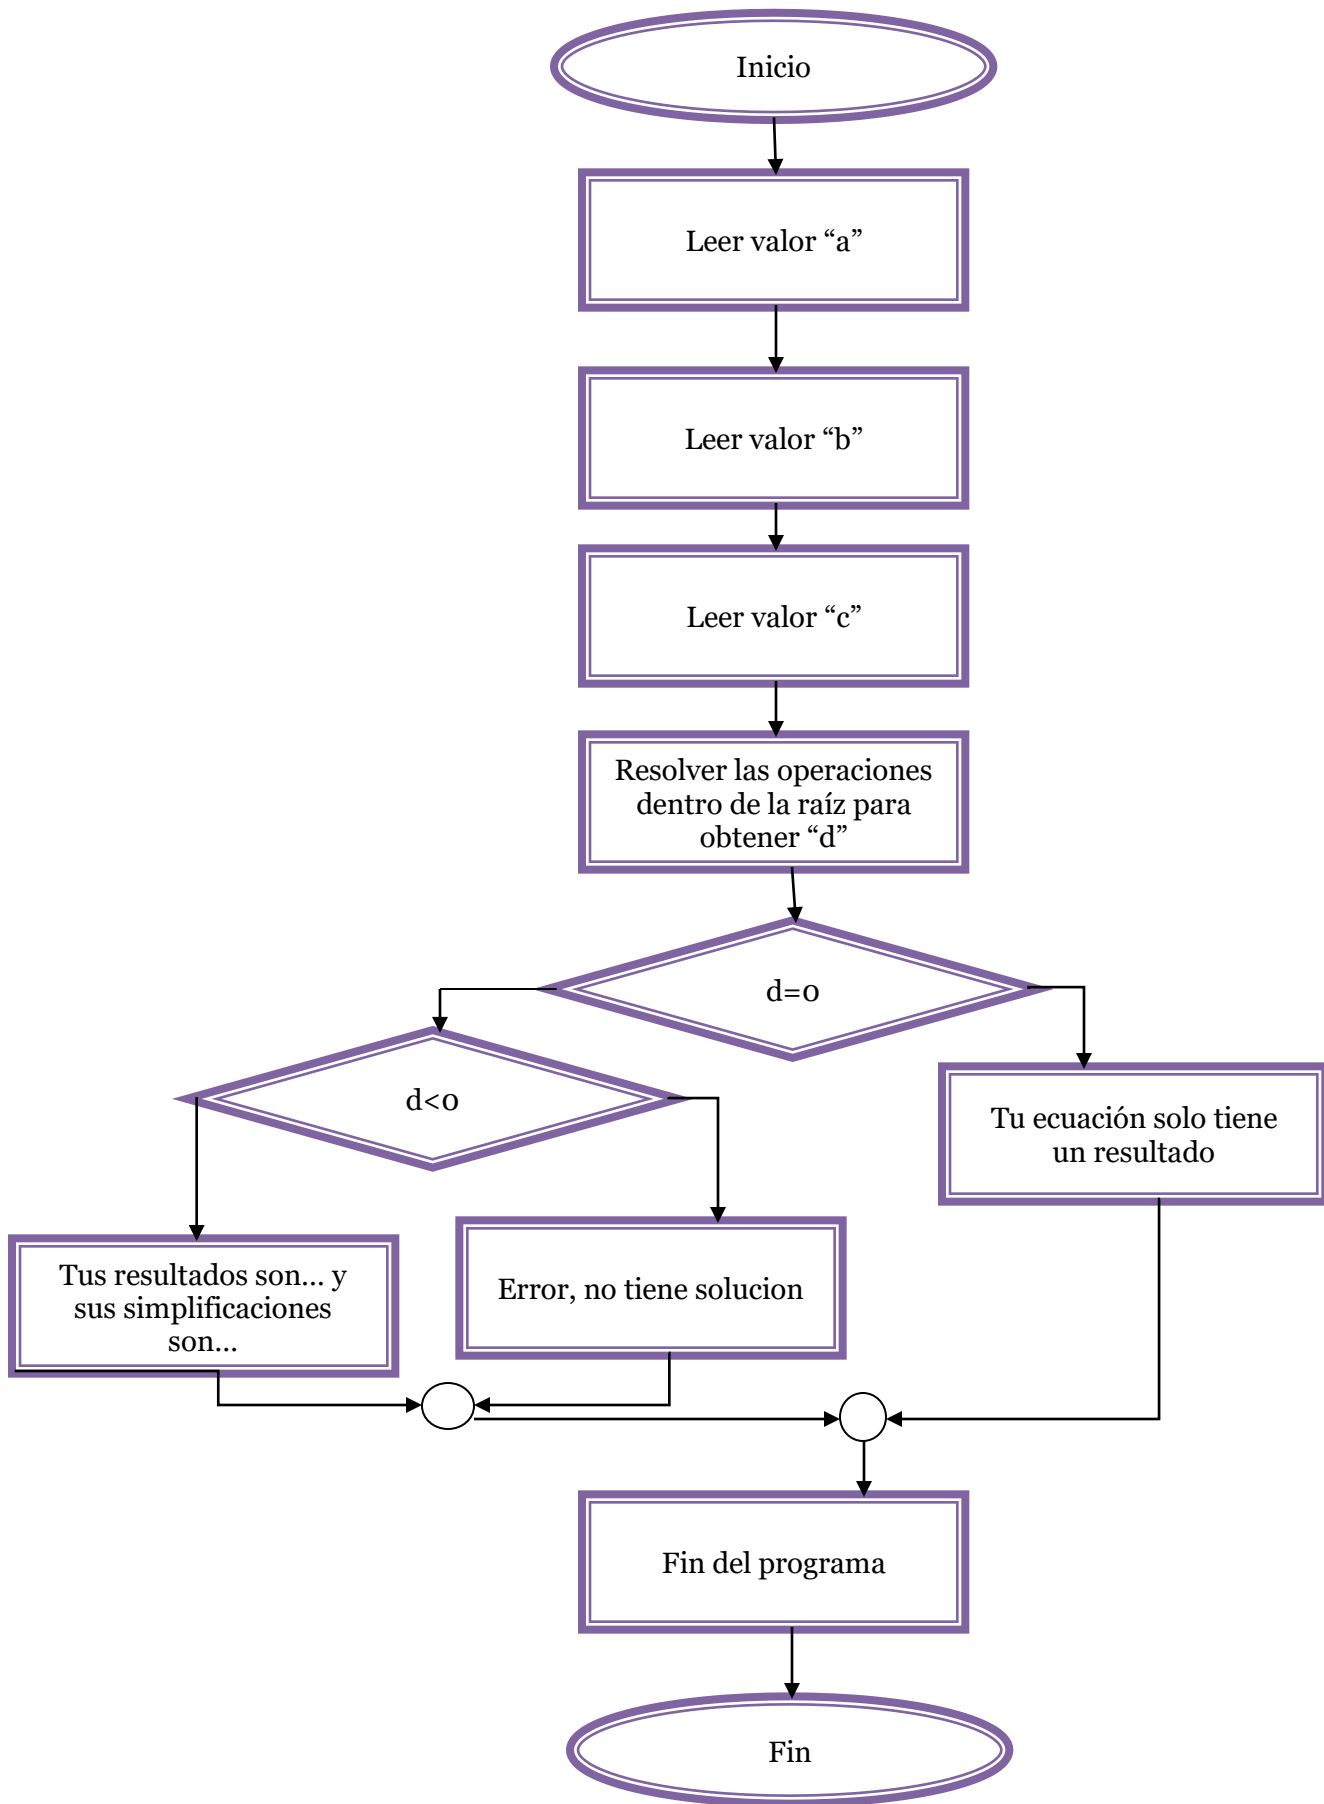 Inicio
Leer valor “a”
Leer valor “b”
Leer valor “c”
Resolver las operaciones
dentro de la raíz para
obtener “d”
d=0
d<0
Tu ecuación solo tiene
un resultado
Tus resultados son... y
sus simplificaciones
son...
Error, no tiene solucion
Fin del programa
Fin